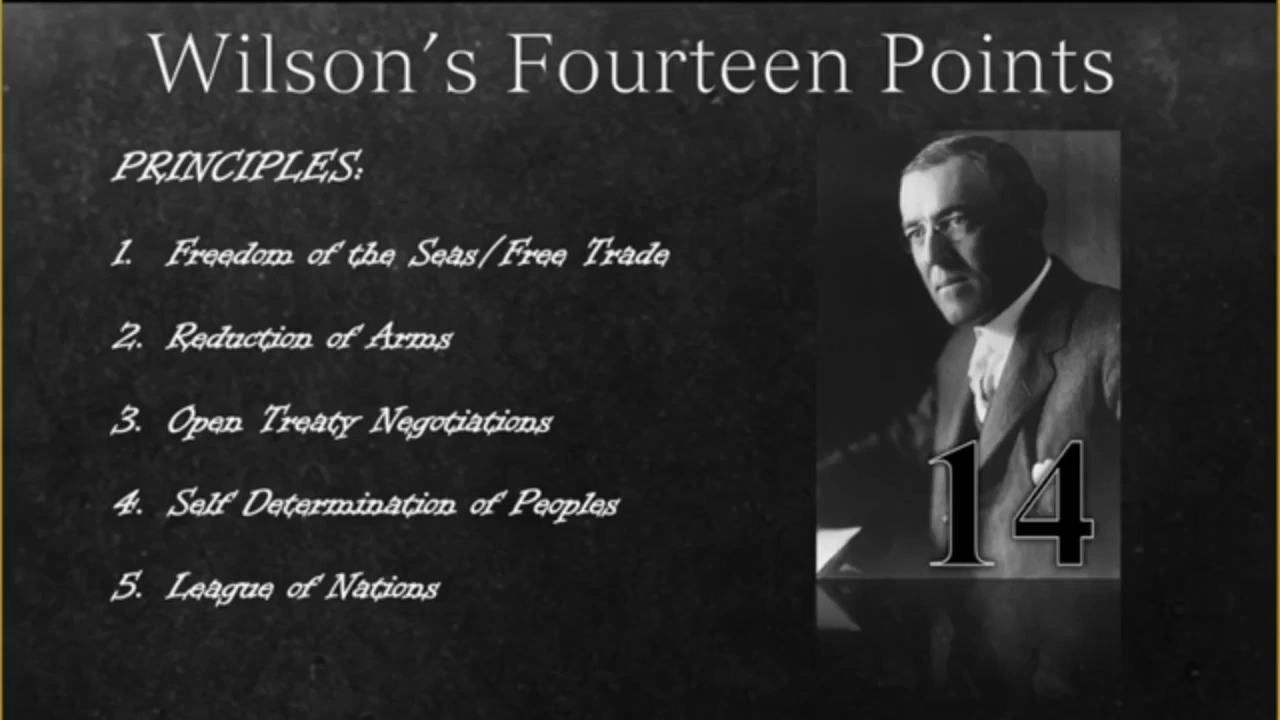 Wilson’s Fourteen Points
PRINCIPLES:
1. Freedom of the Seas/Free Trade
2. Reduction of Arms
3. Open Treaty Negotiations
4. Self Determination of Peoples
5. League of Nations
14